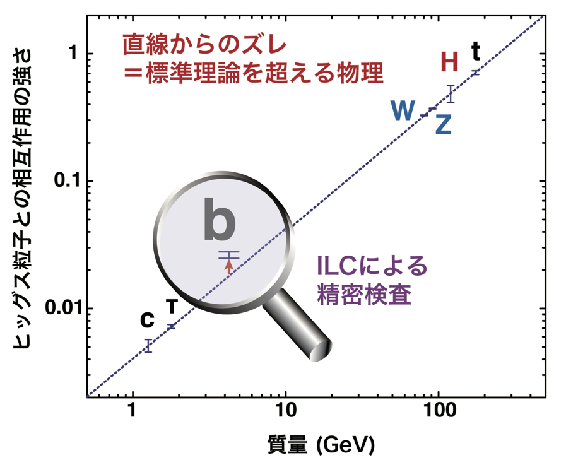 直線からのズレ
＝標準理論を超える物理
ヒッグス粒子との相互作用の強さ
1
0.1
0.01
H
t
W
Z
b
ILCによる
精密検査
c
τ
1
10
100
質量 (GeV)